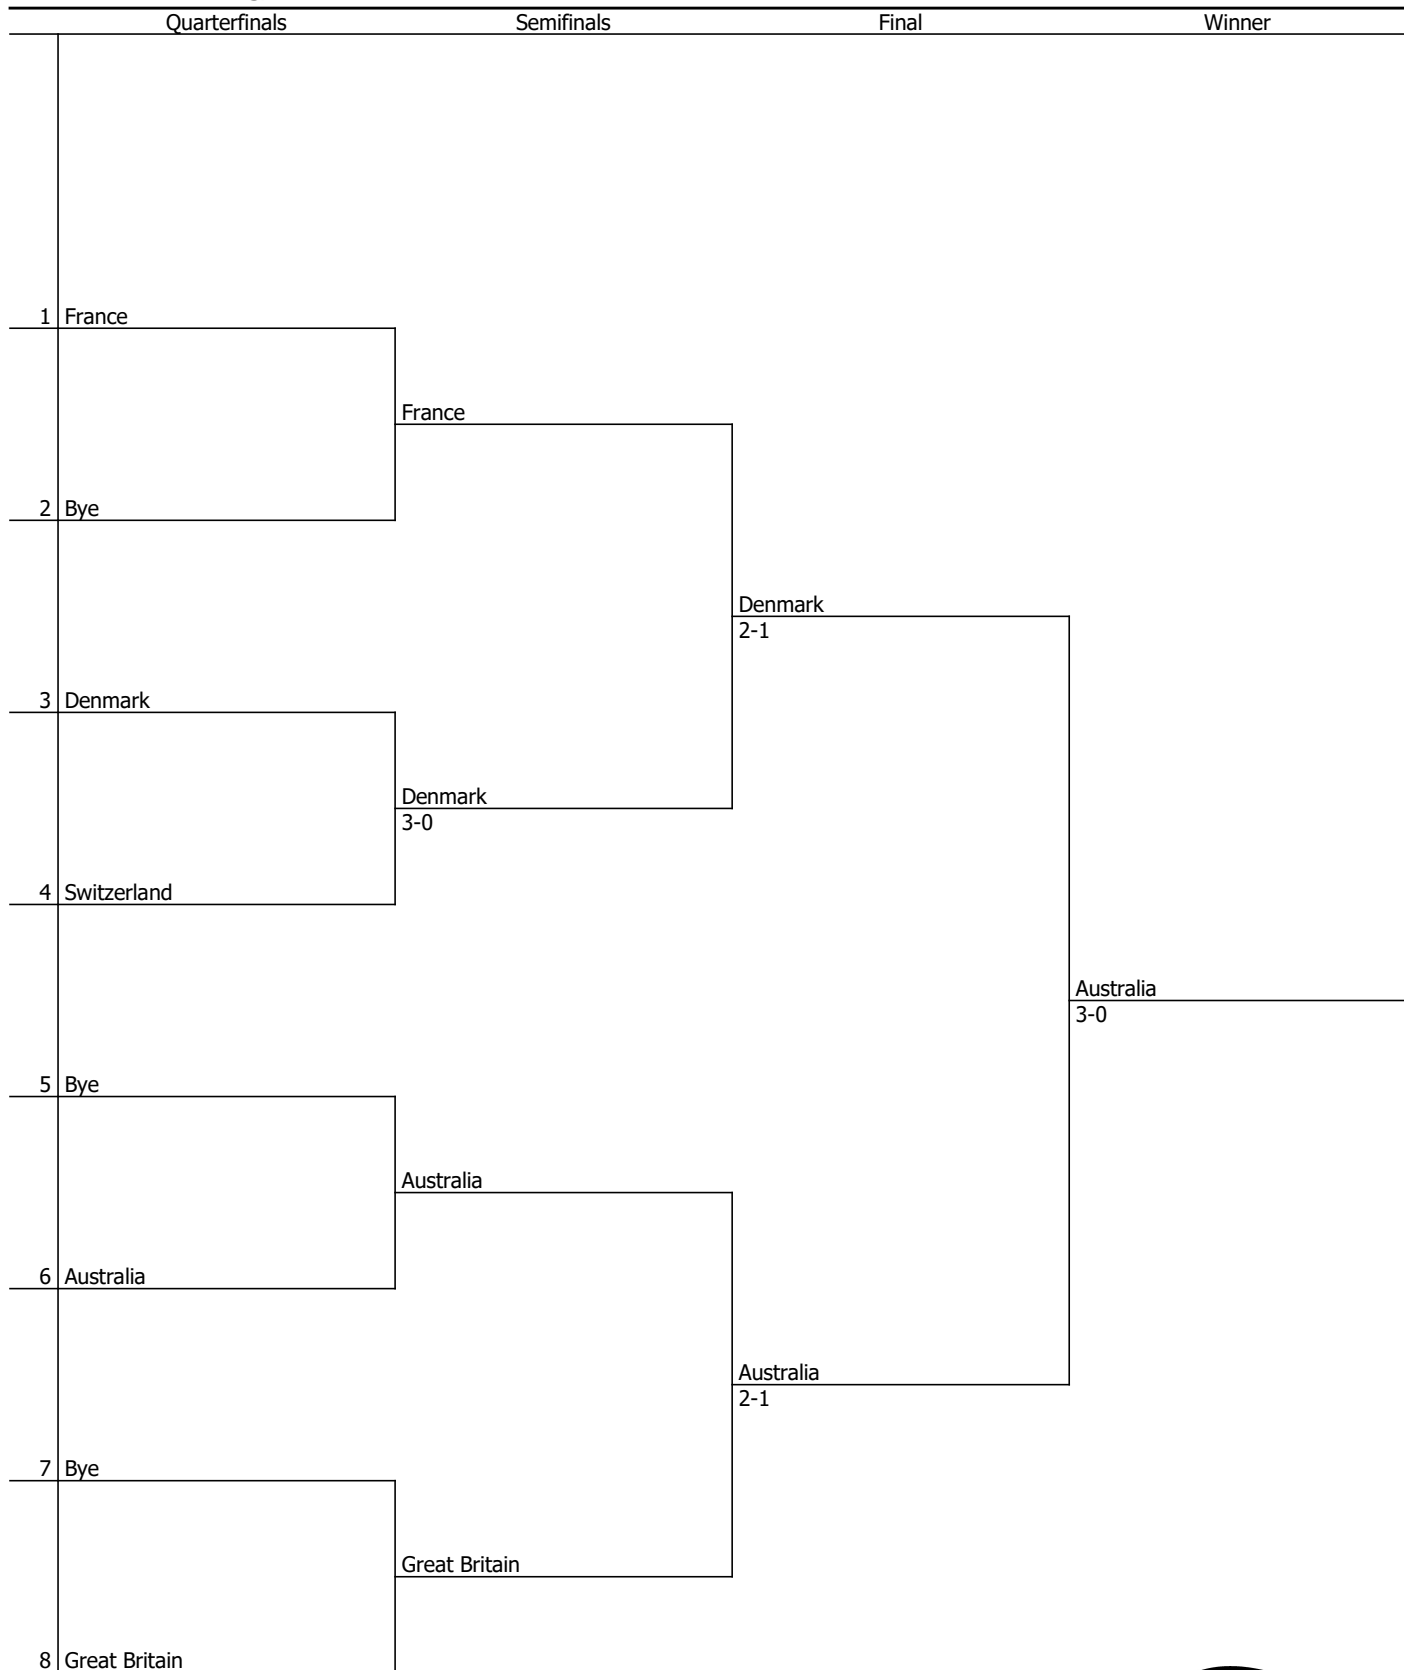 Quarterfinals Semifinals Final Winner
1 France
France
2 Bye
Denmark
2-1
3 Denmark
Denmark
3-0
4 Switzerland
Australia
3-0
5 Bye
Australia
6 Australia
Australia
2-1
7 Bye
Great Britain
8 Great Britain